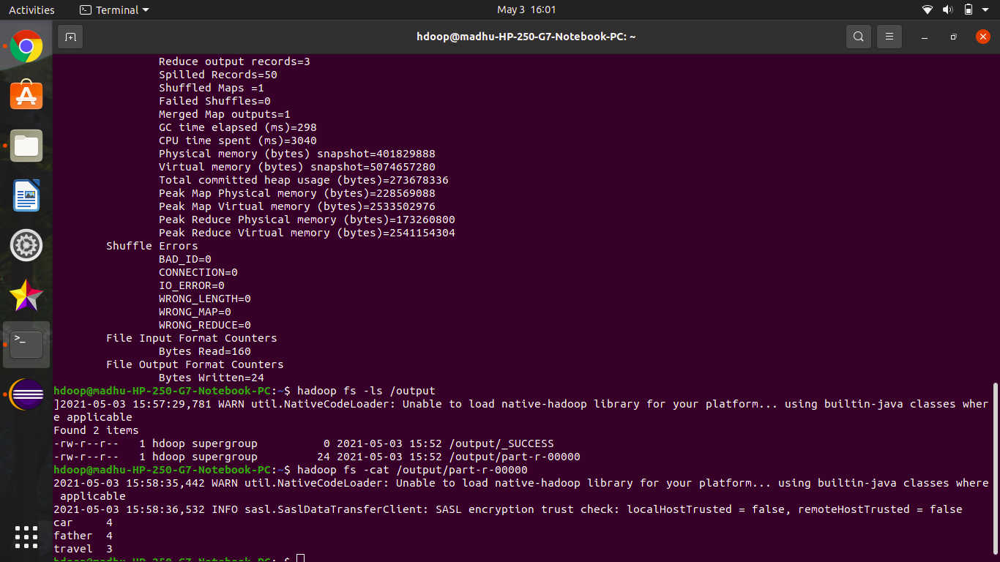 Activities
Terminal
May 3 16:01
hdoop@madhu-HP-250-G7-Notebook-PC: ~
Reduce output records=3
Spilled Records=50
Shuffled Maps =1
Failed Shuffles=0
Merged Map outputs=1
GC time elapsed (ms)=298
CPU time spent (ms)=3040
Physical memory (bytes) snapshot=401829888
Virtual memory (bytes) snapshot=5074657280
Total committed heap usage (bytes)=273678336
Peak Map Physical memory (bytes)=228569088
Peak Map Virtual memory (bytes)=2533502976
Peak Reduce Physical memory (bytes)=173260800
Peak Reduce Virtual memory (bytes)=2541154304
Shuffle Errors
BAD_ID=0
CONNECTION=0
IO_ERROR=0
WRONG_LENGTH=0
WRONG_MAP=0
WRONG_REDUCE=0
File Input Format Counters
Bytes Read=160
File Output Format Counters
Bytes Written=24
hdoop@madhu-HP-250-G7-Notebook-PC:~$ hadoop fs -ls /output
]2021-05-03 15:57:29,781 WARN util.NativeCodeLoader: Unable to load native-hadoop library for your platform... using builtin-java classes wher
e applicable
Found 2 items
-rw-r--r--   1 hdoop supergroup          0 2021-05-03 15:52 /output/_SUCCESS
-rw-r--r--   1 hdoop supergroup         24 2021-05-03 15:52 /output/part-r-00000
hdoop@madhu-HP-250-G7-Notebook-PC:~$ hadoop fs -cat /output/part-r-00000
2021-05-03 15:58:35,442 WARN util.NativeCodeLoader: Unable to load native-hadoop library for your platform... using builtin-java classes where
 applicable
2021-05-03 15:58:36,532 INFO sasl.SaslDataTransferClient: SASL encryption trust check: localHostTrusted = false, remoteHostTrusted = false
car     4
father  4
travel  3
hdoop@madhu-HP-250-G7-Notebook-PC:~$